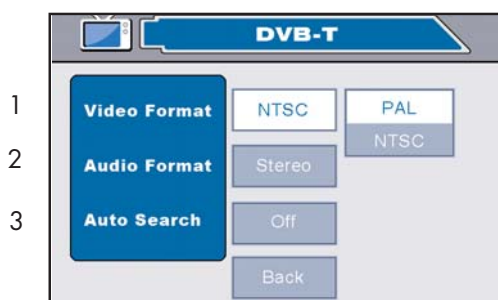 DVB-T
1 Video Format NTSC PAL
NTSC
2 Audio Format Stereo
3 Auto Search Off
Back